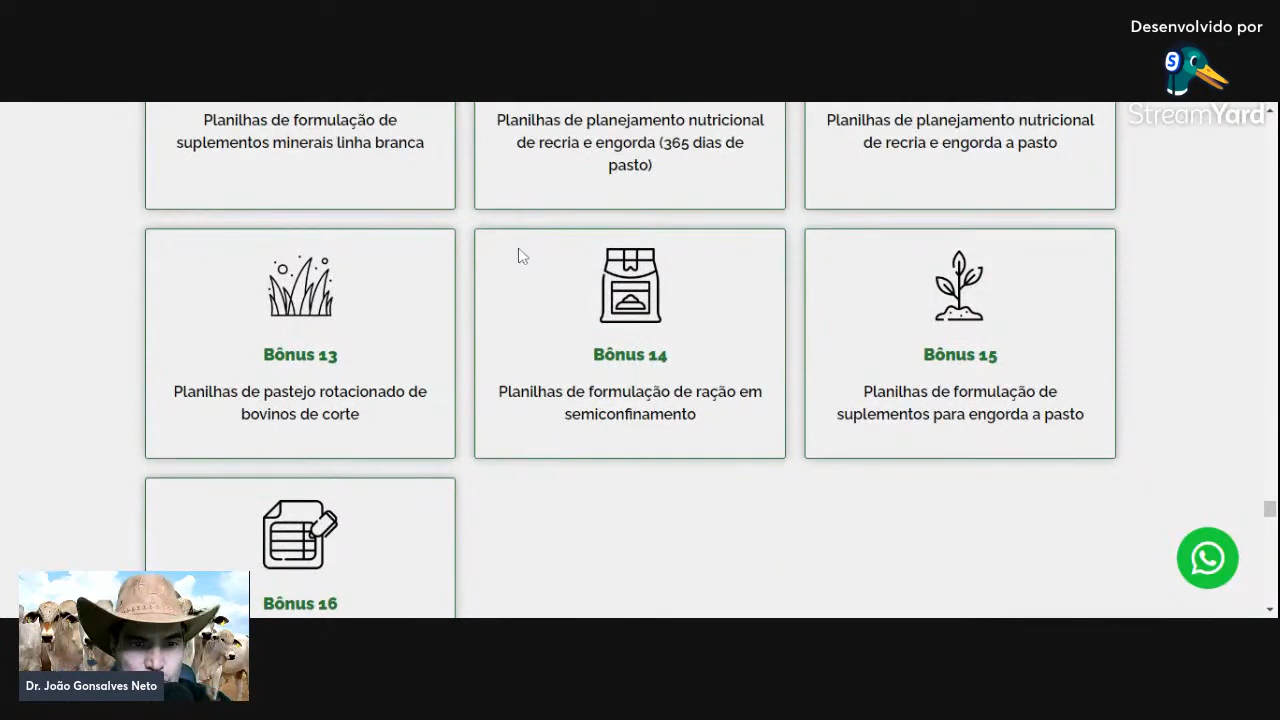 Desenvolvido por
StreamYard
Planilhas de formulação de
suplementos minerais linha branca
Planilhas de planejamento nutricional
de recria e engorda (365 dias de
pasto)
Planilhas de planejamento nutricional
de recria e engorda a pasto
Bônus 13
Planilhas de pastejo rotacionado de
bovinos de corte
Bônus 14
Planilhas de formulação de ração em
semiconfinamento
Bônus 15
Planilhas de formulação de
suplementos para engorda a pasto
Bônus 16
Dr. João Gonsalves Neto